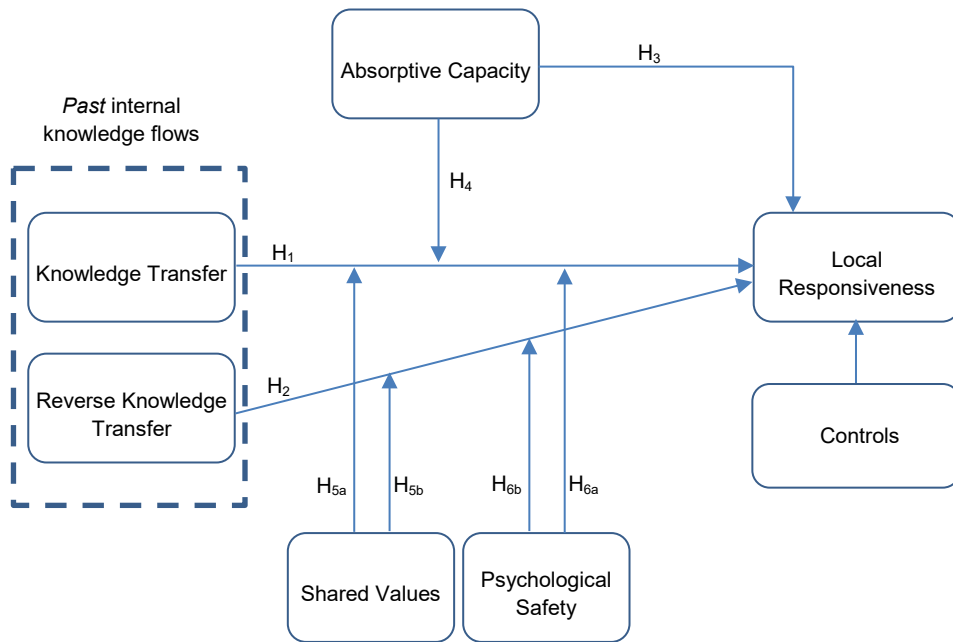 Absorptive Capacity
H3
Past internal
knowledge flows
H4
Knowledge Transfer
H1
Local
Responsiveness
Reverse Knowledge
Transfer
H2
Controls
H5a
H5b
H6b
H6a
Shared Values
Psychological
Safety